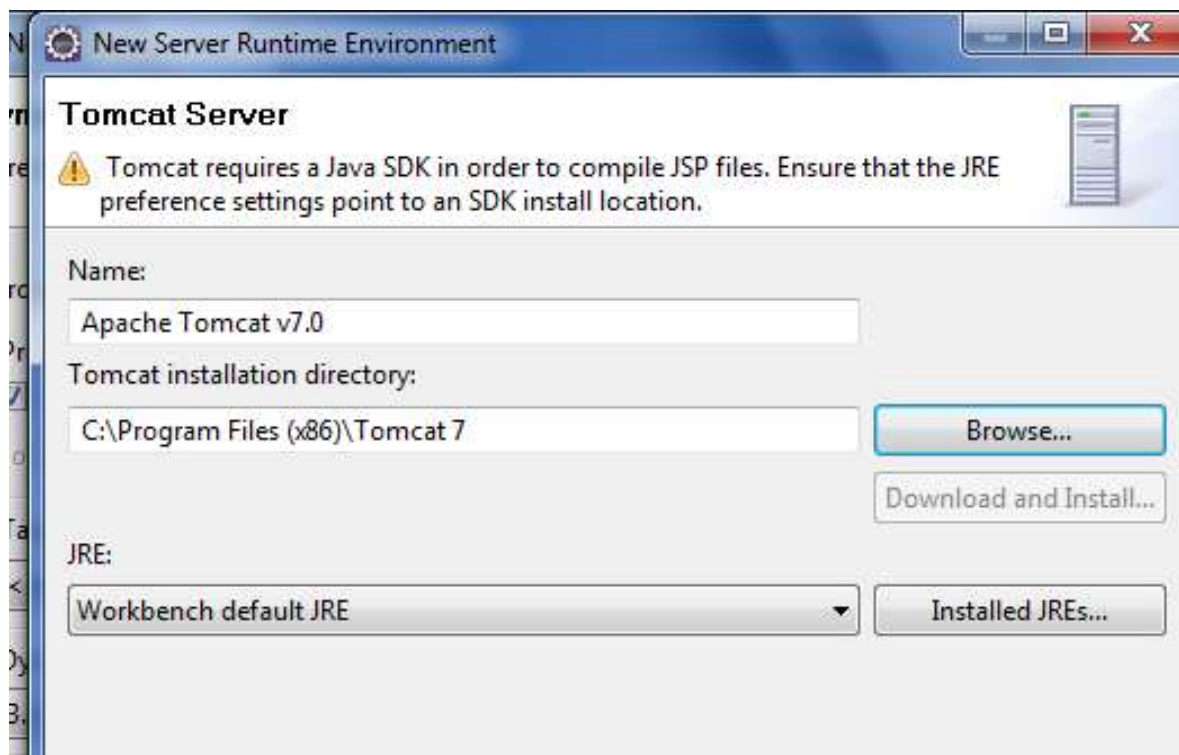 New Server Runtime Environment
Tomcat Server
Tomcat requires a Java SDK in order to compile JSP files. Ensure that the JRE
preference settings point to an SDK install location.
Name:
Apache Tomcat v7.0
Tomcat installation directory:
C:\Program Files (x86)\Tomcat 7
Browse...
Download and Install...
JRE:
Workbench default JRE
Installed JREs...